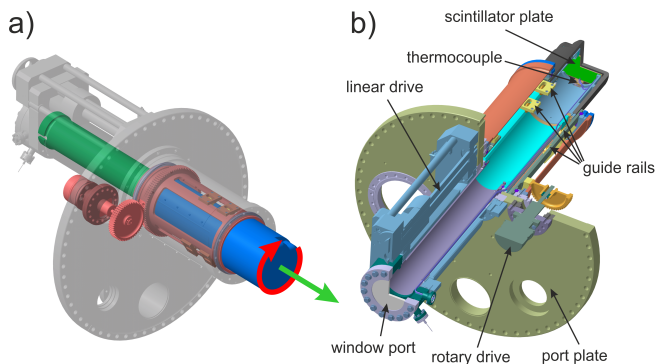 a)
b)
scintillator plate
thermocouple
linear drive
guide rails
window port
rotary drive
port plate